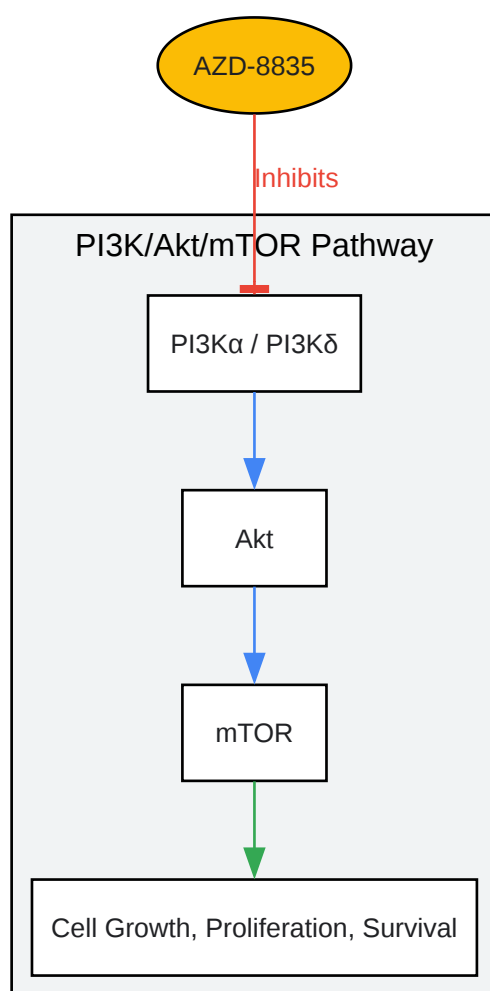 AZD-8835
Inhibits
PI3K/Akt/mTOR Pathway
PI3Kα / PI3Kδ
Akt
mTOR
Cell Growth, Proliferation, Survival